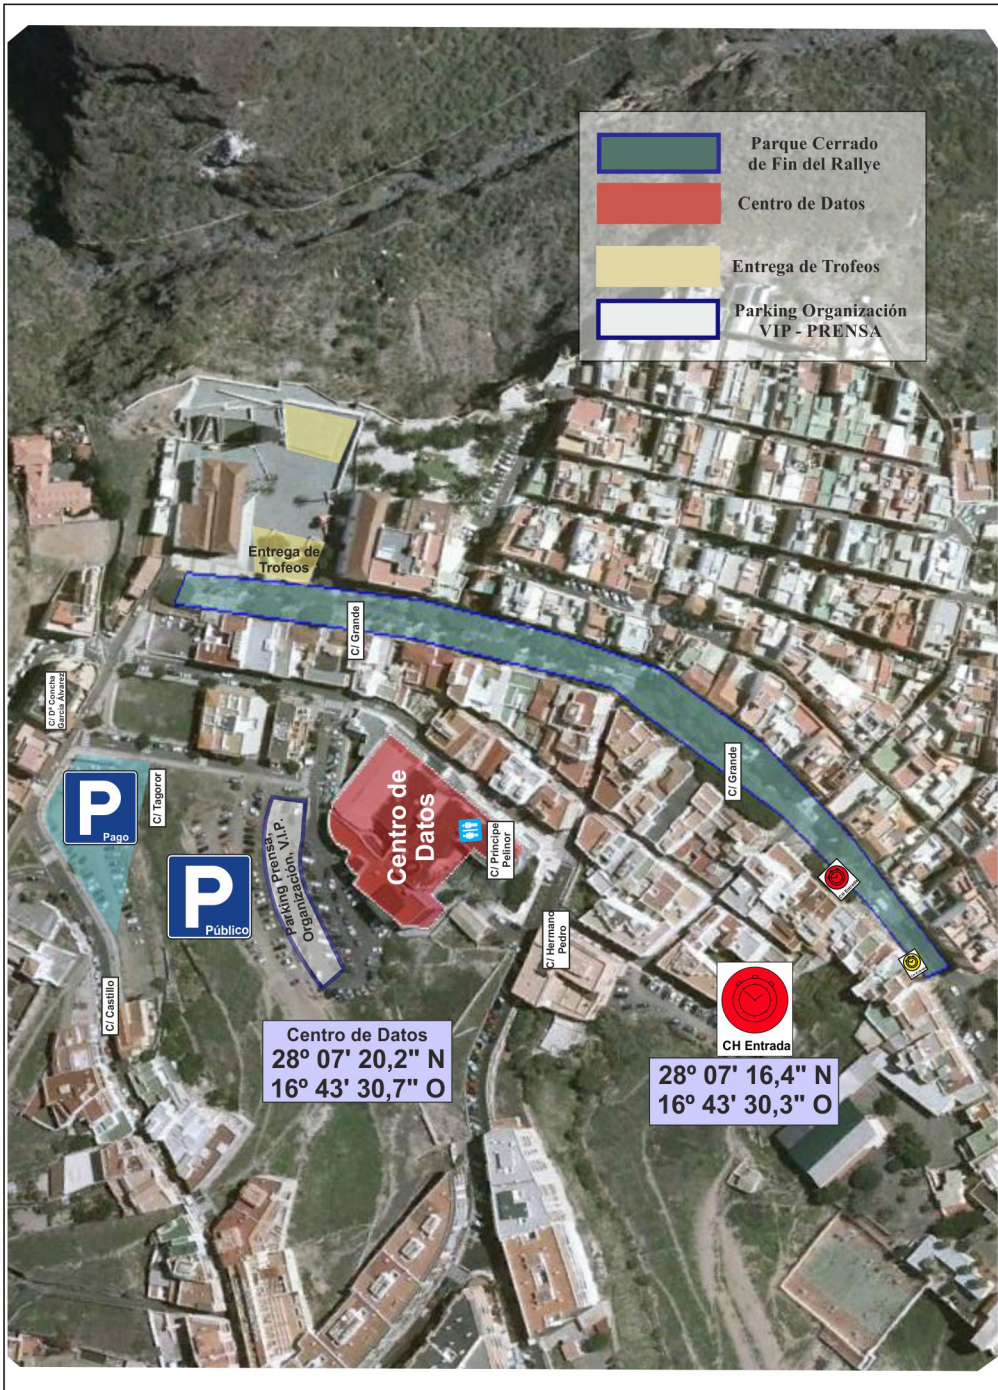 Parque Cerrado
de Fin del Rallye
Centro de Datos
Entrega de Trofeos
Parking Organización
VIP - PRENSA
Entrega de
Trofeos
C/ Grande
C/ Dª Concha
García Álvarez
C/ Tagoror
P
Pago
P
Público
Parking Prensa,
Organización, V.I.P.
Centro de
Datos
C/ Príncipe
Pelinor
C/ Grande
CH Entrada
C/ Hermano
Pedro
C/ Castillo
Centro de Datos
28º 07' 20,2" N
16º 43' 30,7" O
CH Entrada
28º 07' 16,4" N
16º 43' 30,3" O